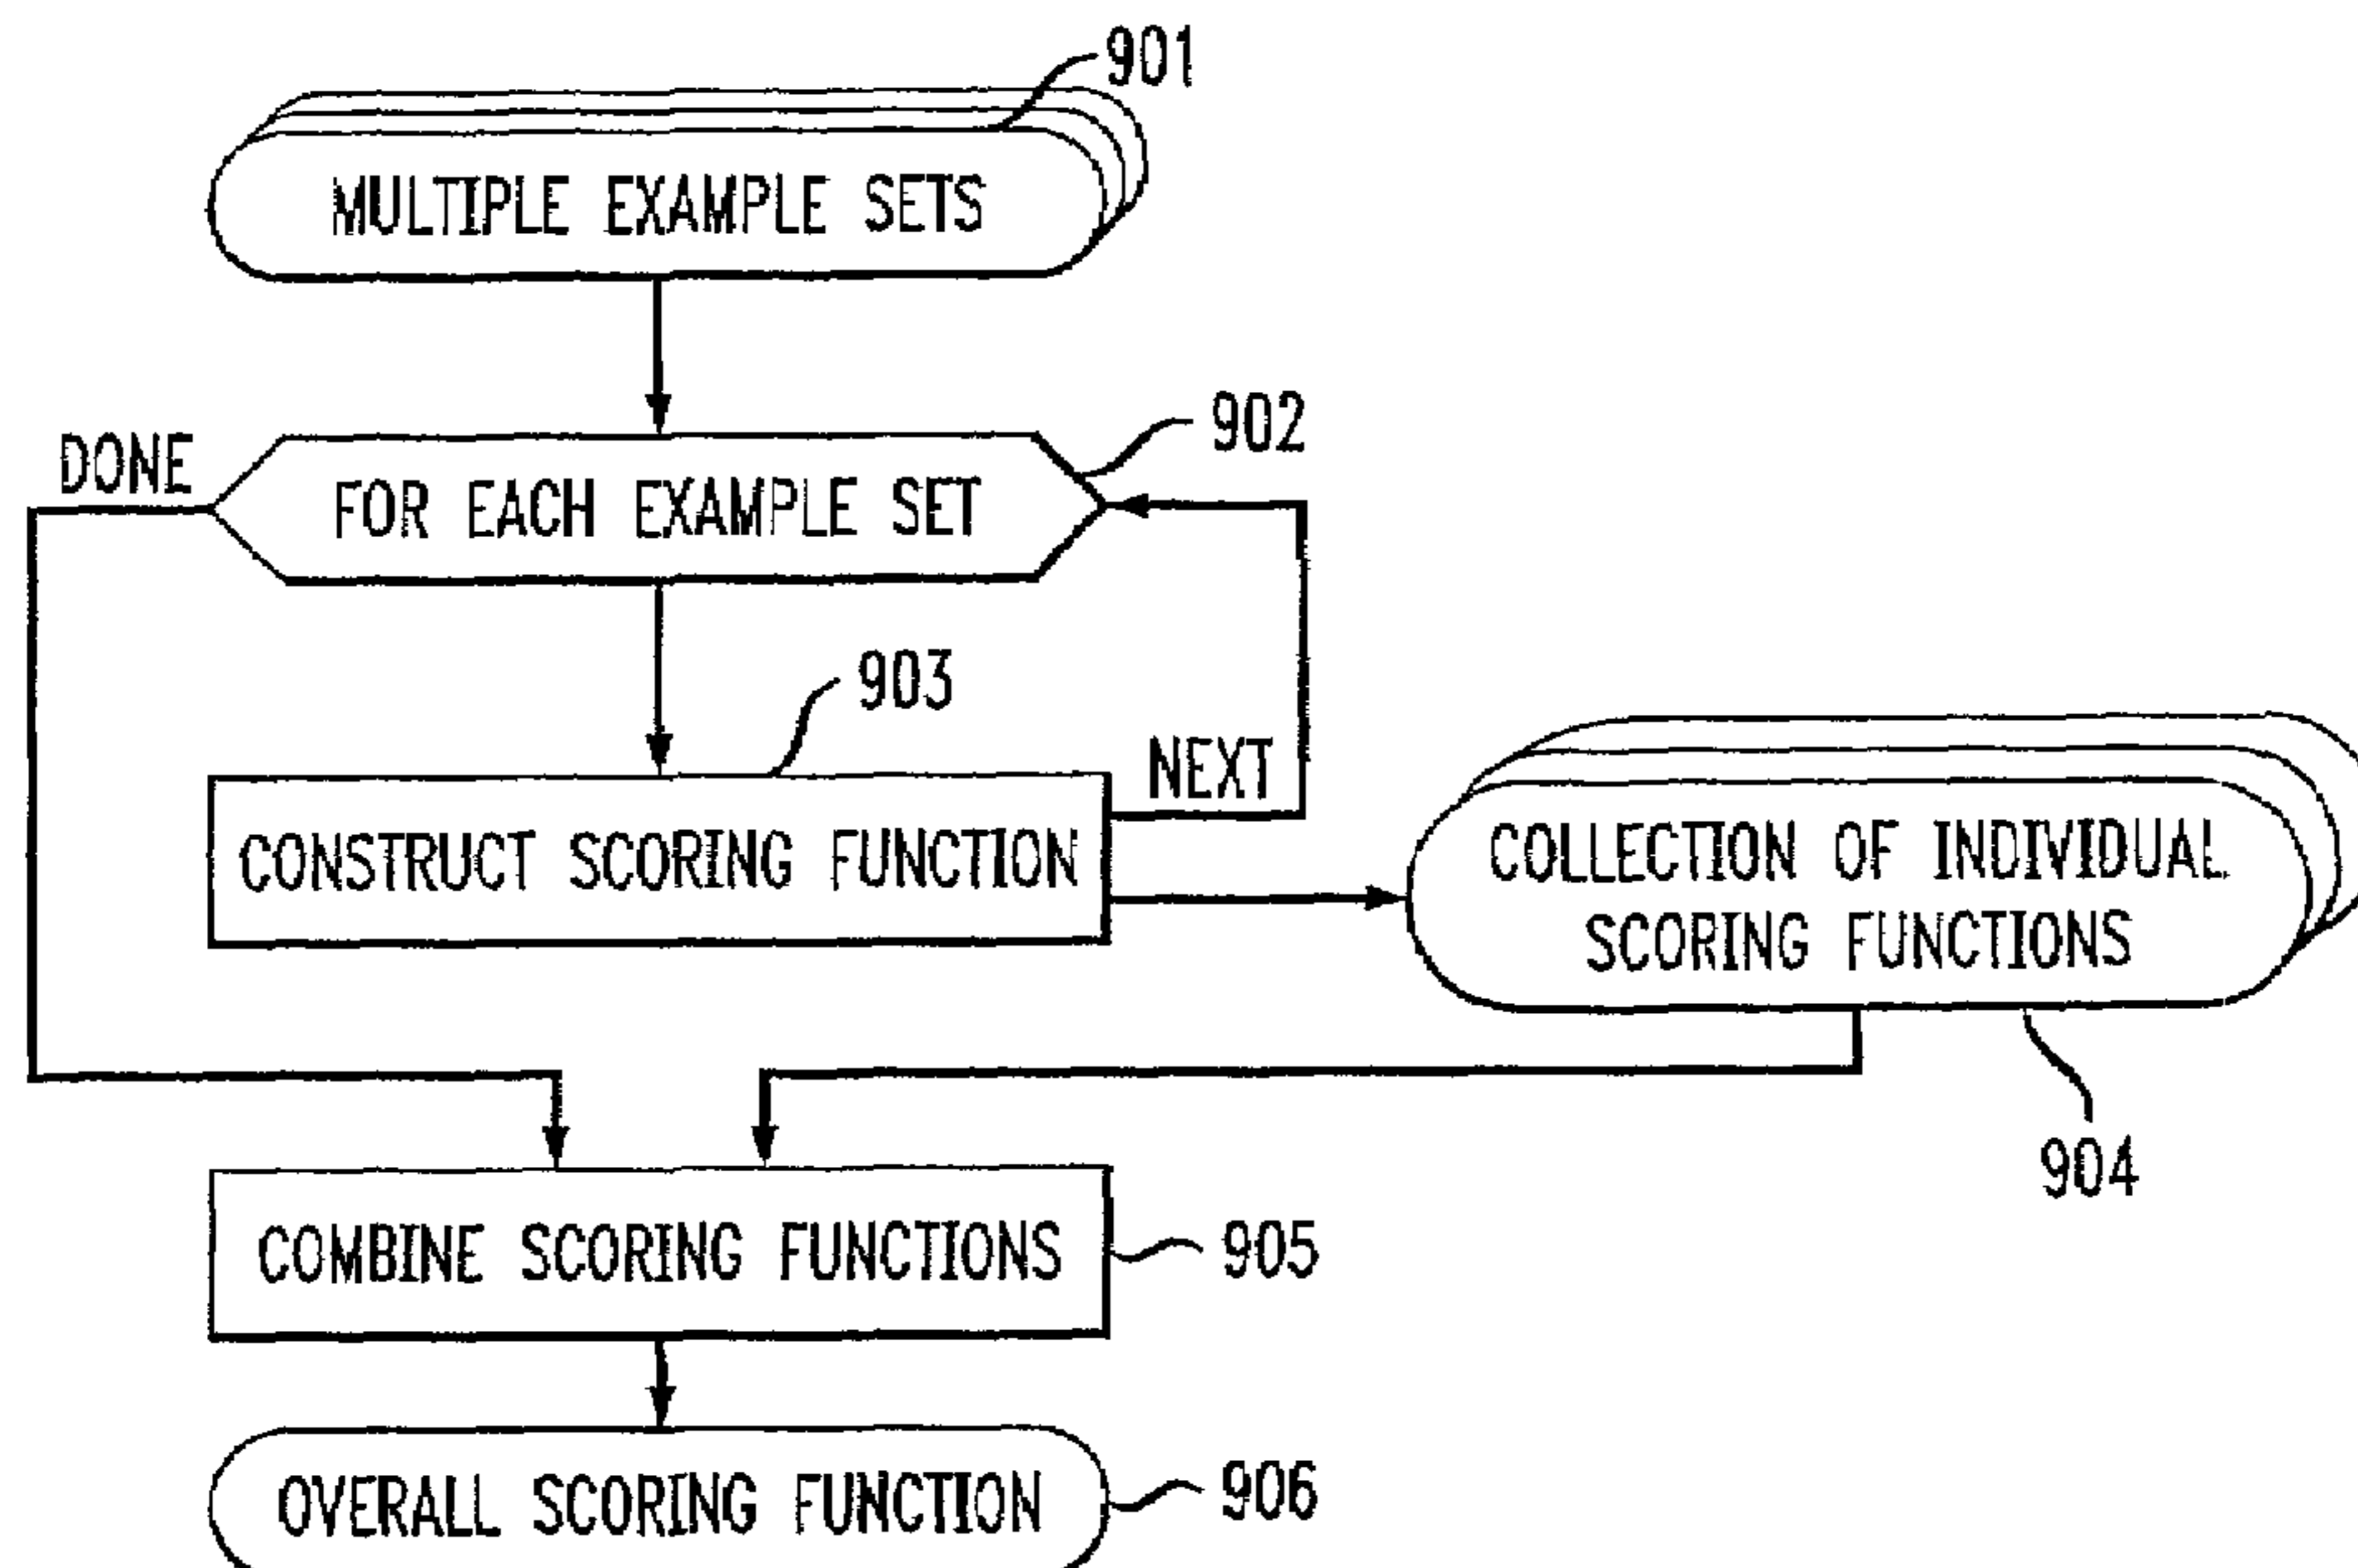 901
MULTIPLE EXAMPLE SETS
902
DONE
FOR EACH EXAMPLE SET
903
NEXT
CONSTRUCT SCORING FUNCTION
COLLECTION OF INDIVIDUAL
SCORING FUNCTIONS
904
COMBINE SCORING FUNCTIONS
905
OVERALL SCORING FUNCTION
906